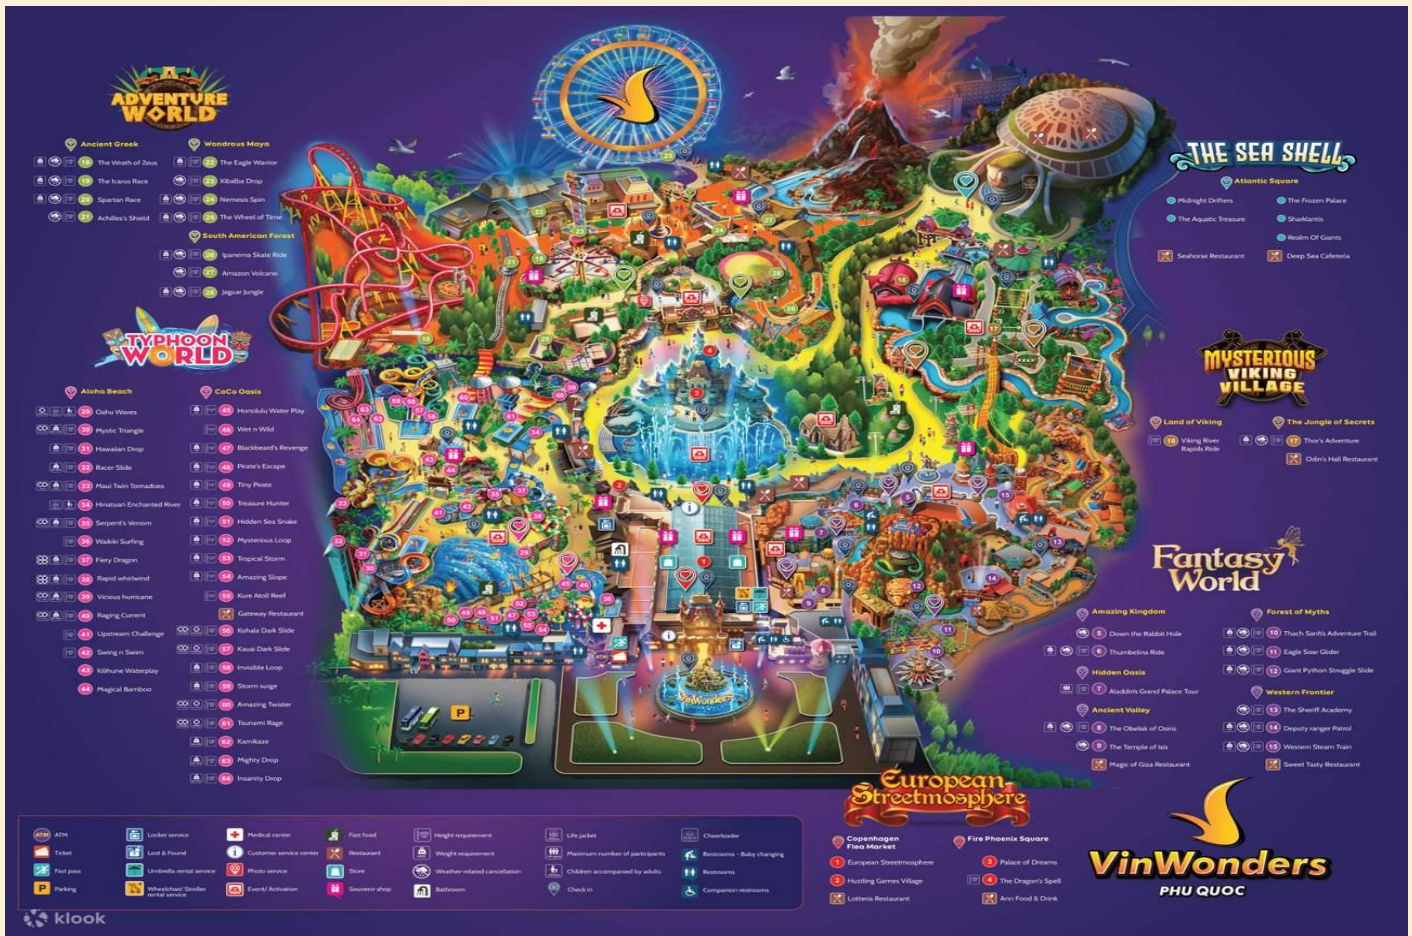 ADVENTURE
WORLD
Ancient Greek
18 The Wrath of Zeus
19 The Icarus Race
20 Spartan Race
21 Achilles's Shield
Wondrous Maya
22 The Eagle Warrior
23 Xibalba Drop
24 Nemesis Spin
25 The Wheel of Time
South American Forest
26 Ipanema Skate Ride
27 Amazon Volcano
28 Jaguar Jungle
TYPHOON
WORLD
Aloha Beach
29 Oahu Waves
30 Mystic Triangle
31 Hawaiian Drop
32 Racer Slide
33 Maui Twin Tornadoes
34 Hinatuan Enchanted River
35 Serpent's Venom
36 Waikiki Surfing
37 Fiery Dragon
38 Rapid whirlwind
39 Vicious hurricane
40 Raging Current
41 Upstream Challenge
42 Swing n Swim
43 Kilihune Waterplay
44 Magical Bamboo
CoCo Oasis
45 Honolulu Water Play
46 Wet n Wild
47 Blackbeard's Revenge
48 Pirate's Escape
49 Tiny Pirate
50 Treasure Hunter
51 Hidden Sea Snake
52 Mysterious Loop
53 Tropical Storm
54 Amazing Slope
55 Kure Atoll Reef
Gateway Restaurant
56 Kohala Dark Slide
57 Kauai Dark Slide
58 Invisible Loop
59 Storm surge
60 Amazing Twister
61 Tsunami Rage
62 Kamikaze
63 Mighty Drop
64 Insanity Drop
THE SEA SHELL
Atlantic Square
Midnight Drifters
The Aquatic Treasure
The Frozen Palace
Sharklantis
Realm Of Giants
Seahorse Restaurant
Deep Sea Cafeteria
MYSTERIOUS
VIKING
VILLAGE
Land of Viking
16 Viking River
Rapids Ride
The Jungle of Secrets
17 Thor's Adventure
Odin's Hall Restaurant
Fantasy
World
Amazing Kingdom
5 Down the Rabbit Hole
6 Thumbelina Ride
Hidden Oasis
7 Aladdin's Grand Palace Tour
Ancient Valley
8 The Obelisk of Osiris
9 The Temple of Isis
Magic of Giza Restaurant
Forest of Myths
10 Thach Sanh's Adventure Trail
11 Eagle Soar Glider
12 Giant Python Struggle Slide
Western Frontier
13 The Sheriff Academy
14 Deputy ranger Patrol
15 Western Steam Train
Sweet Tasty Restaurant
VinWonders
P
European
Streetmosphere
Copenhagen
Flea Market
1 European Streetmosphere
2 Hustling Games Village
Lotteria Restaurant
Fire Phoenix Square
3 Palace of Dreams
4 The Dragon's Spell
Ann Food & Drink
VinWonders
PHU QUOC
ATM ATM
Ticket
Fast pass
P Parking
Locker service
Lost & Found
Umbrella rental service
Wheelchair/Stroller
rental service
Medical center
Customer service center
Photo service
Event/ Activation
Fast food
Restaurant
Store
Souvenir shop
Height requirement
Weight requirement
Weather-related cancellation
Bathroom
Life jacket
Maximum number of participants
Children accompanied by adults
Check in
Cheerleader
Restrooms - Baby changing
Restrooms
Companion restrooms
klook